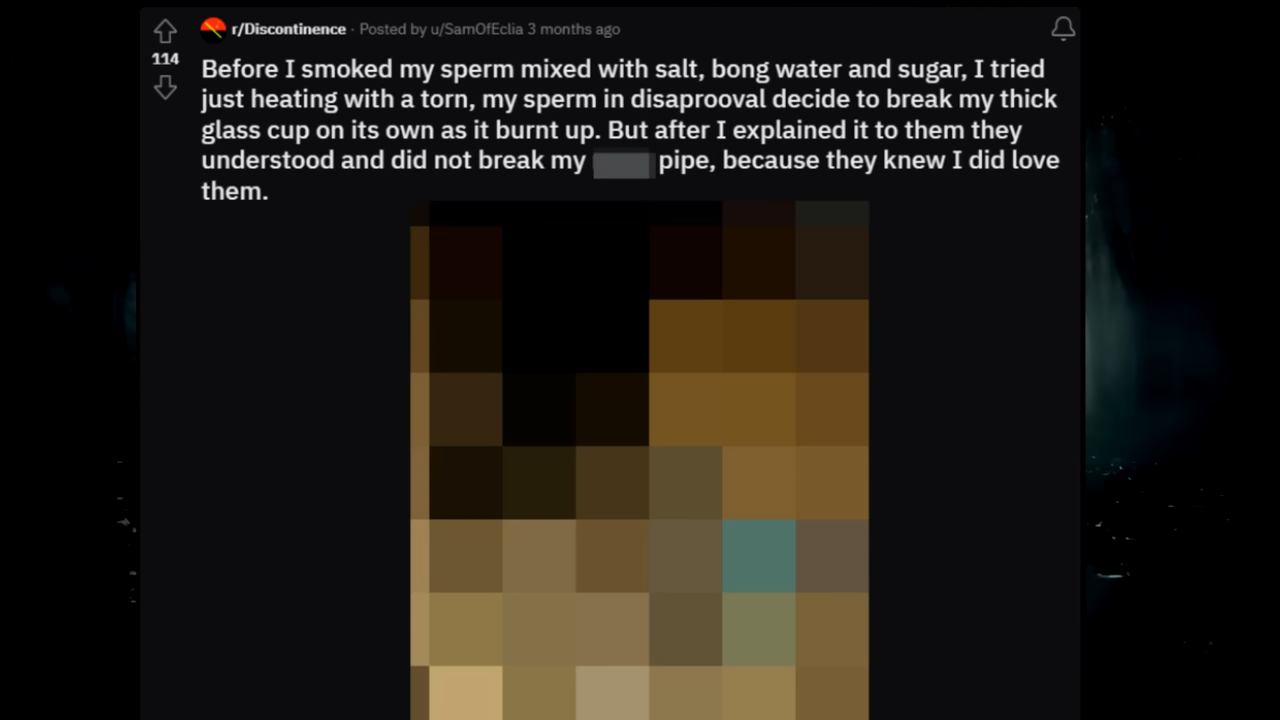 r/Discontinence · Posted by u/SamOfEclia 3 months ago
114
Before I smoked my sperm mixed with salt, bong water and sugar, I tried
just heating with a torn, my sperm in disaprooval decide to break my thick
glass cup on its own as it burnt up. But after I explained it to them they
understood and did not break my pipe, because they knew I did love
them.